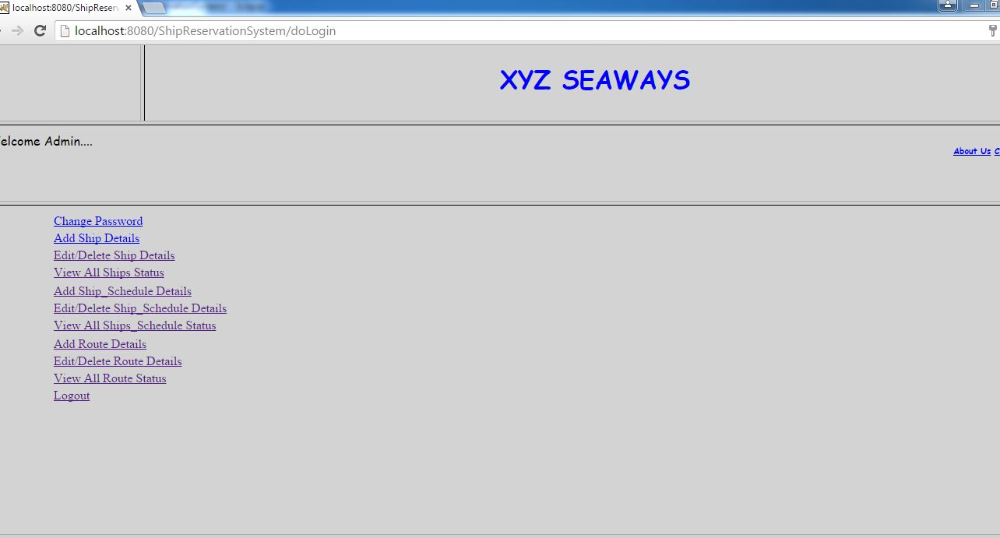 localhost:8080/ShipReserv
localhost:8080/ShipReservationSystem/doLogin
XYZ SEAWAYS
elcome Admin....
About Us C
Change Password
Add Ship Details
Edit/Delete Ship Details
View All Ships Status
Add Ship_Schedule Details
Edit/Delete Ship_Schedule Details
View All Ships_Schedule Status
Add Route Details
Edit/Delete Route Details
View All Route Status
Logout